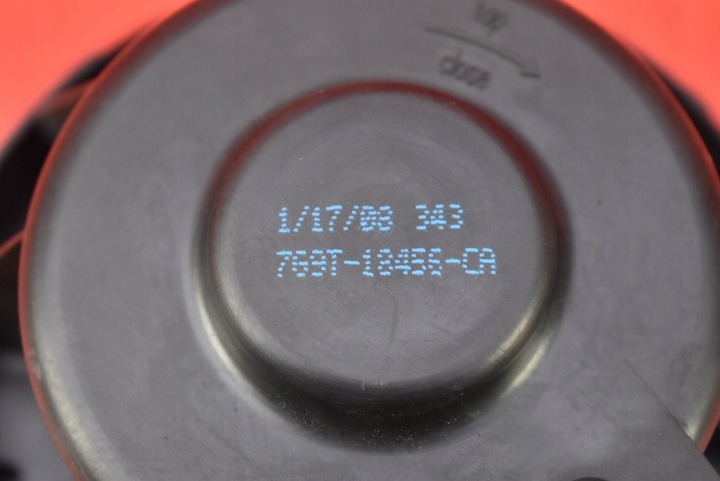 top
close
1/17/08 343
7G9T-18456-CA